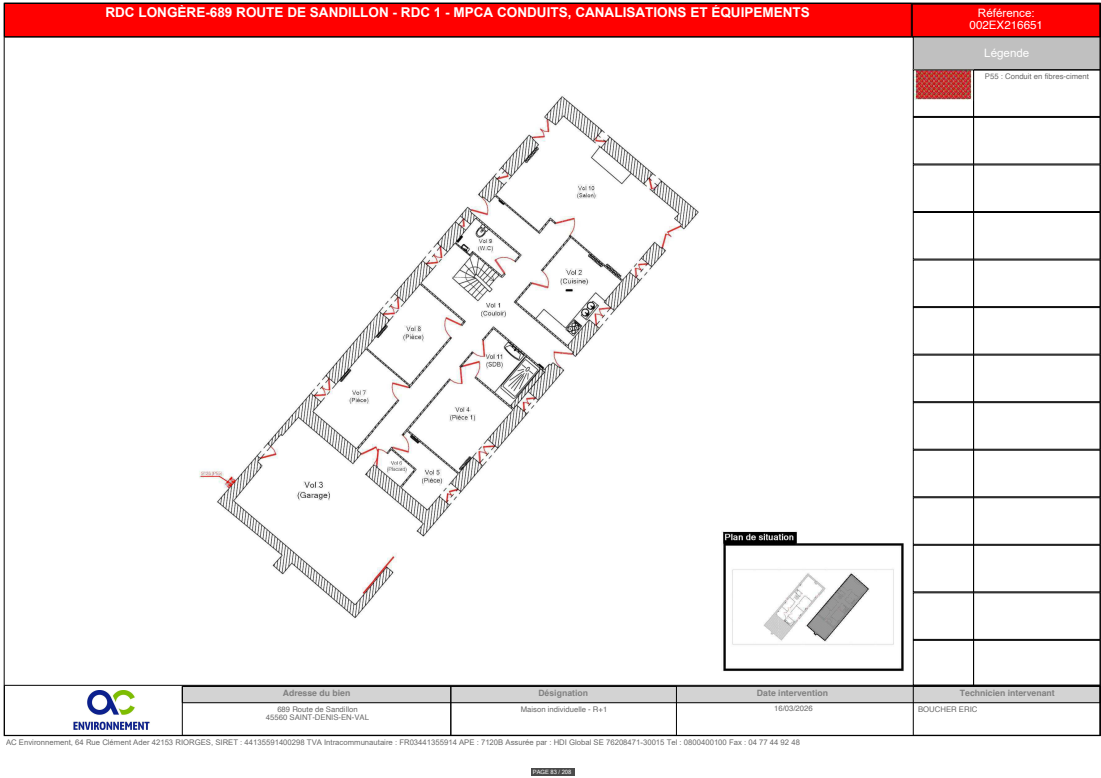 RDC LONGÈRE-689 ROUTE DE SANDILLON - RDC 1 - MPCA CONDUITS, CANALISATIONS ET ÉQUIPEMENTS
Référence:
002EX216651
Légende
P55 : Conduit en fibres-ciment
Vol 10
(Salon)
Vol 9
(W.C)
Vol 2
(Cuisine)
Vol 1
(Couloir)
Vol 8
(Pièce)
Vol 11
(SDB)
Vol 7
(Pièce)
Vol 4
(Pièce 1)
Vol 6
(Placard)
Vol 5
(Pièce)
Vol 3
(Garage)
Plan de situation
AC
ENVIRONNEMENT
Adresse du bien
Désignation
Date intervention
Technicien intervenant
689 Route de Sandillon
45560 SAINT-DENIS-EN-VAL
Maison individuelle - R+1
16/03/2026
BOUCHER ERIC
AC Environnement, 64 Rue Clément Ader 42153 RIORGES, SIRET : 44135591400298 TVA Intracommunautaire : FR03441355914 APE : 7120B Assurée par : HDI Global SE 76208471-30015 Tel : 0800400100 Fax : 04 77 44 92 48
PAGE 83 / 298